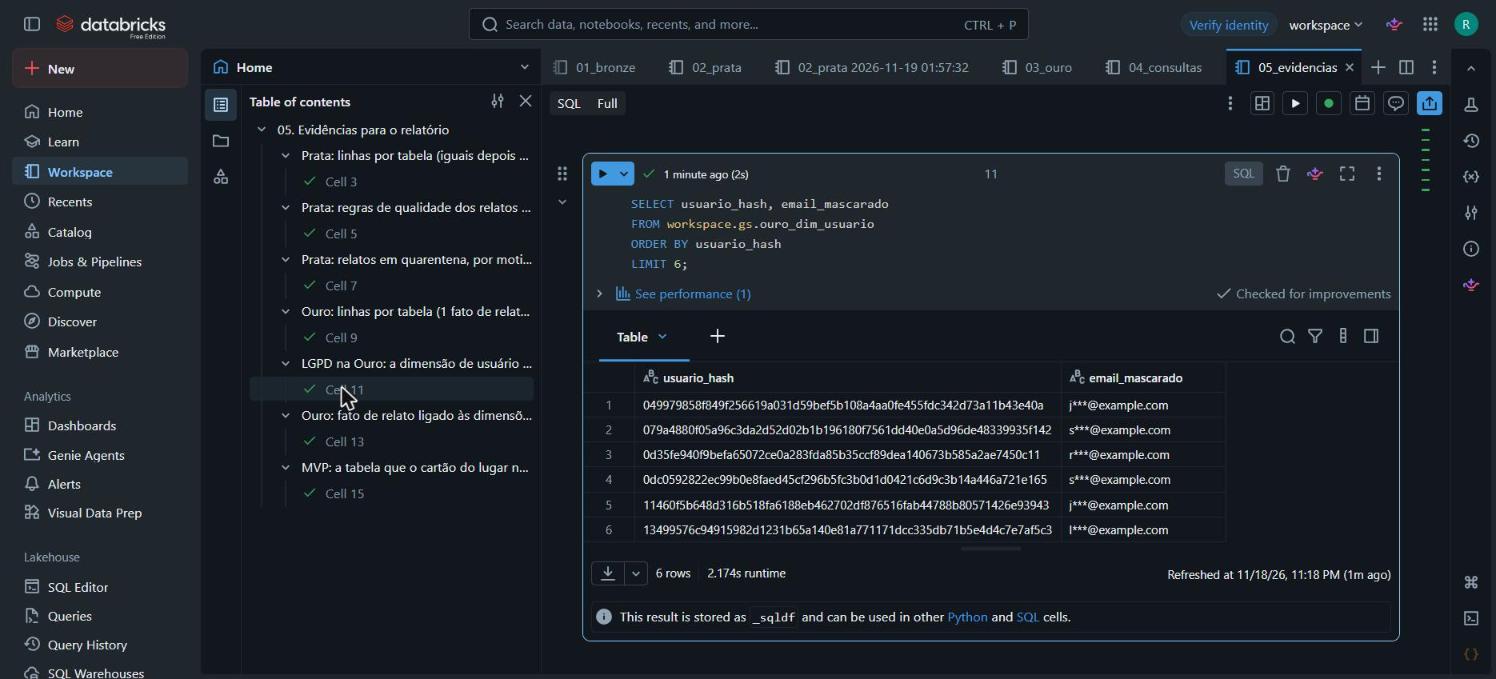 databricks
Free Edition
Search data, notebooks, recents, and more...
CTRL + P
Verify identity
workspace
R
New
Home
Learn
Workspace
Recents
Catalog
Jobs & Pipelines
Compute
Discover
Marketplace
Analytics
Dashboards
Genie Agents
Alerts
Visual Data Prep
Lakehouse
SQL Editor
Queries
Query History
SQL Warehouses
Home
Table of contents
05. Evidências para o relatório
Prata: linhas por tabela (iguais depois ...
Cell 3
Prata: regras de qualidade dos relatos ...
Cell 5
Prata: relatos em quarentena, por moti...
Cell 7
Ouro: linhas por tabela (1 fato de relat...
Cell 9
LGPD na Ouro: a dimensão de usuário ...
Cell 11
Ouro: fato de relato ligado às dimensõ...
Cell 13
MVP: a tabela que o cartão do lugar n...
Cell 15
01_bronze
02_prata
02_prata 2026-11-19 01:57:32
03_ouro
04_consultas
05_evidencias
SQL Full
1 minute ago (2s)
11
SQL
SELECT usuario_hash, email_mascarado
FROM workspace.gs.ouro_dim_usuario
ORDER BY usuario_hash
LIMIT 6;
See performance (1)
Checked for improvements
Table
usuario_hash email_mascarado
1 049979858f849f256619a031d59bef5b108a4aa0fe455fdc342d73a11b43e40a j***@example.com
2 079a4880f05a96c3da2d52d02b1b196180f7561dd40e0a5d96de48339935f142 s***@example.com
3 0d35fe940f9befa65072ce0a283fda85b35ccf89dea140673b585a2ae7450c11 r***@example.com
4 0dc0592822ec99b0e8faed45cf296b5fc3b0d1d0421c6d9c3b14a446a721e165 s***@example.com
5 11460f5b648d316b518fa6188eb462702df876516fab44788b80571426e93943 j***@example.com
6 13499576c94915982d1231b65a140e81a771171dcc335db71b5e4d4c7e7af5c3 l***@example.com
6 rows 2.174s runtime
Refreshed at 11/18/26, 11:18 PM (1m ago)
This result is stored as _sqldf and can be used in other Python and SQL cells.